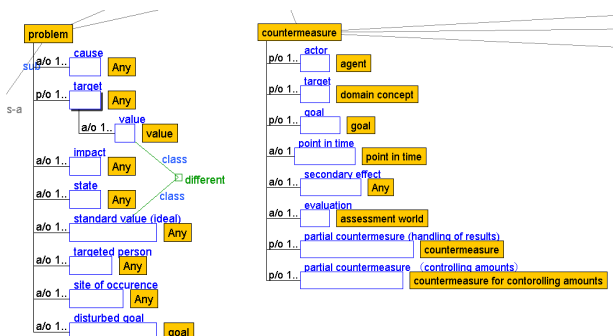 problem
cause
sub
a/o 1..
Any
target
p/o 1..
Any
s-a
value
a/o 1..
value
impact
a/o 1..
Any
class
different
state
a/o 1..
Any
class
standard value (ideal)
a/o 1..
Any
targeted person
a/o 1..
Any
site of occurence
a/o 1..
Any
disturbed goal
a/o 1..
goal
countermeasure
actor
p/o 1..
agent
target
p/o 1..
domain concept
goal
p/o 1..
goal
point in time
a/o 1
point in time
secondary effect
a/o 1..
Any
evaluation
a/o 1..
assessment world
partial countermesure (handling of results)
p/o 1..
countermeasure
partial countermeasure （controlling amounts）
p/o 1..
countermeasure for contorolling amounts